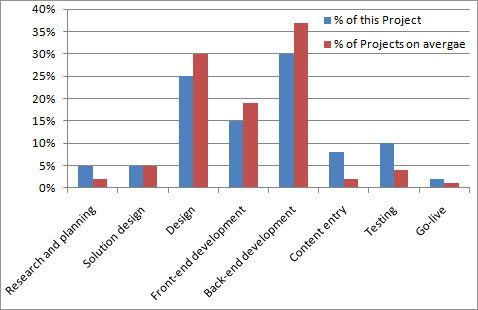 40%
35%
30%
25%
20%
15%
10%
5%
0%
% of this Project
% of Projects on avergae
Research and planning
Solution design
Design
Front-end development
Back-end development
Content entry
Testing
Go-live